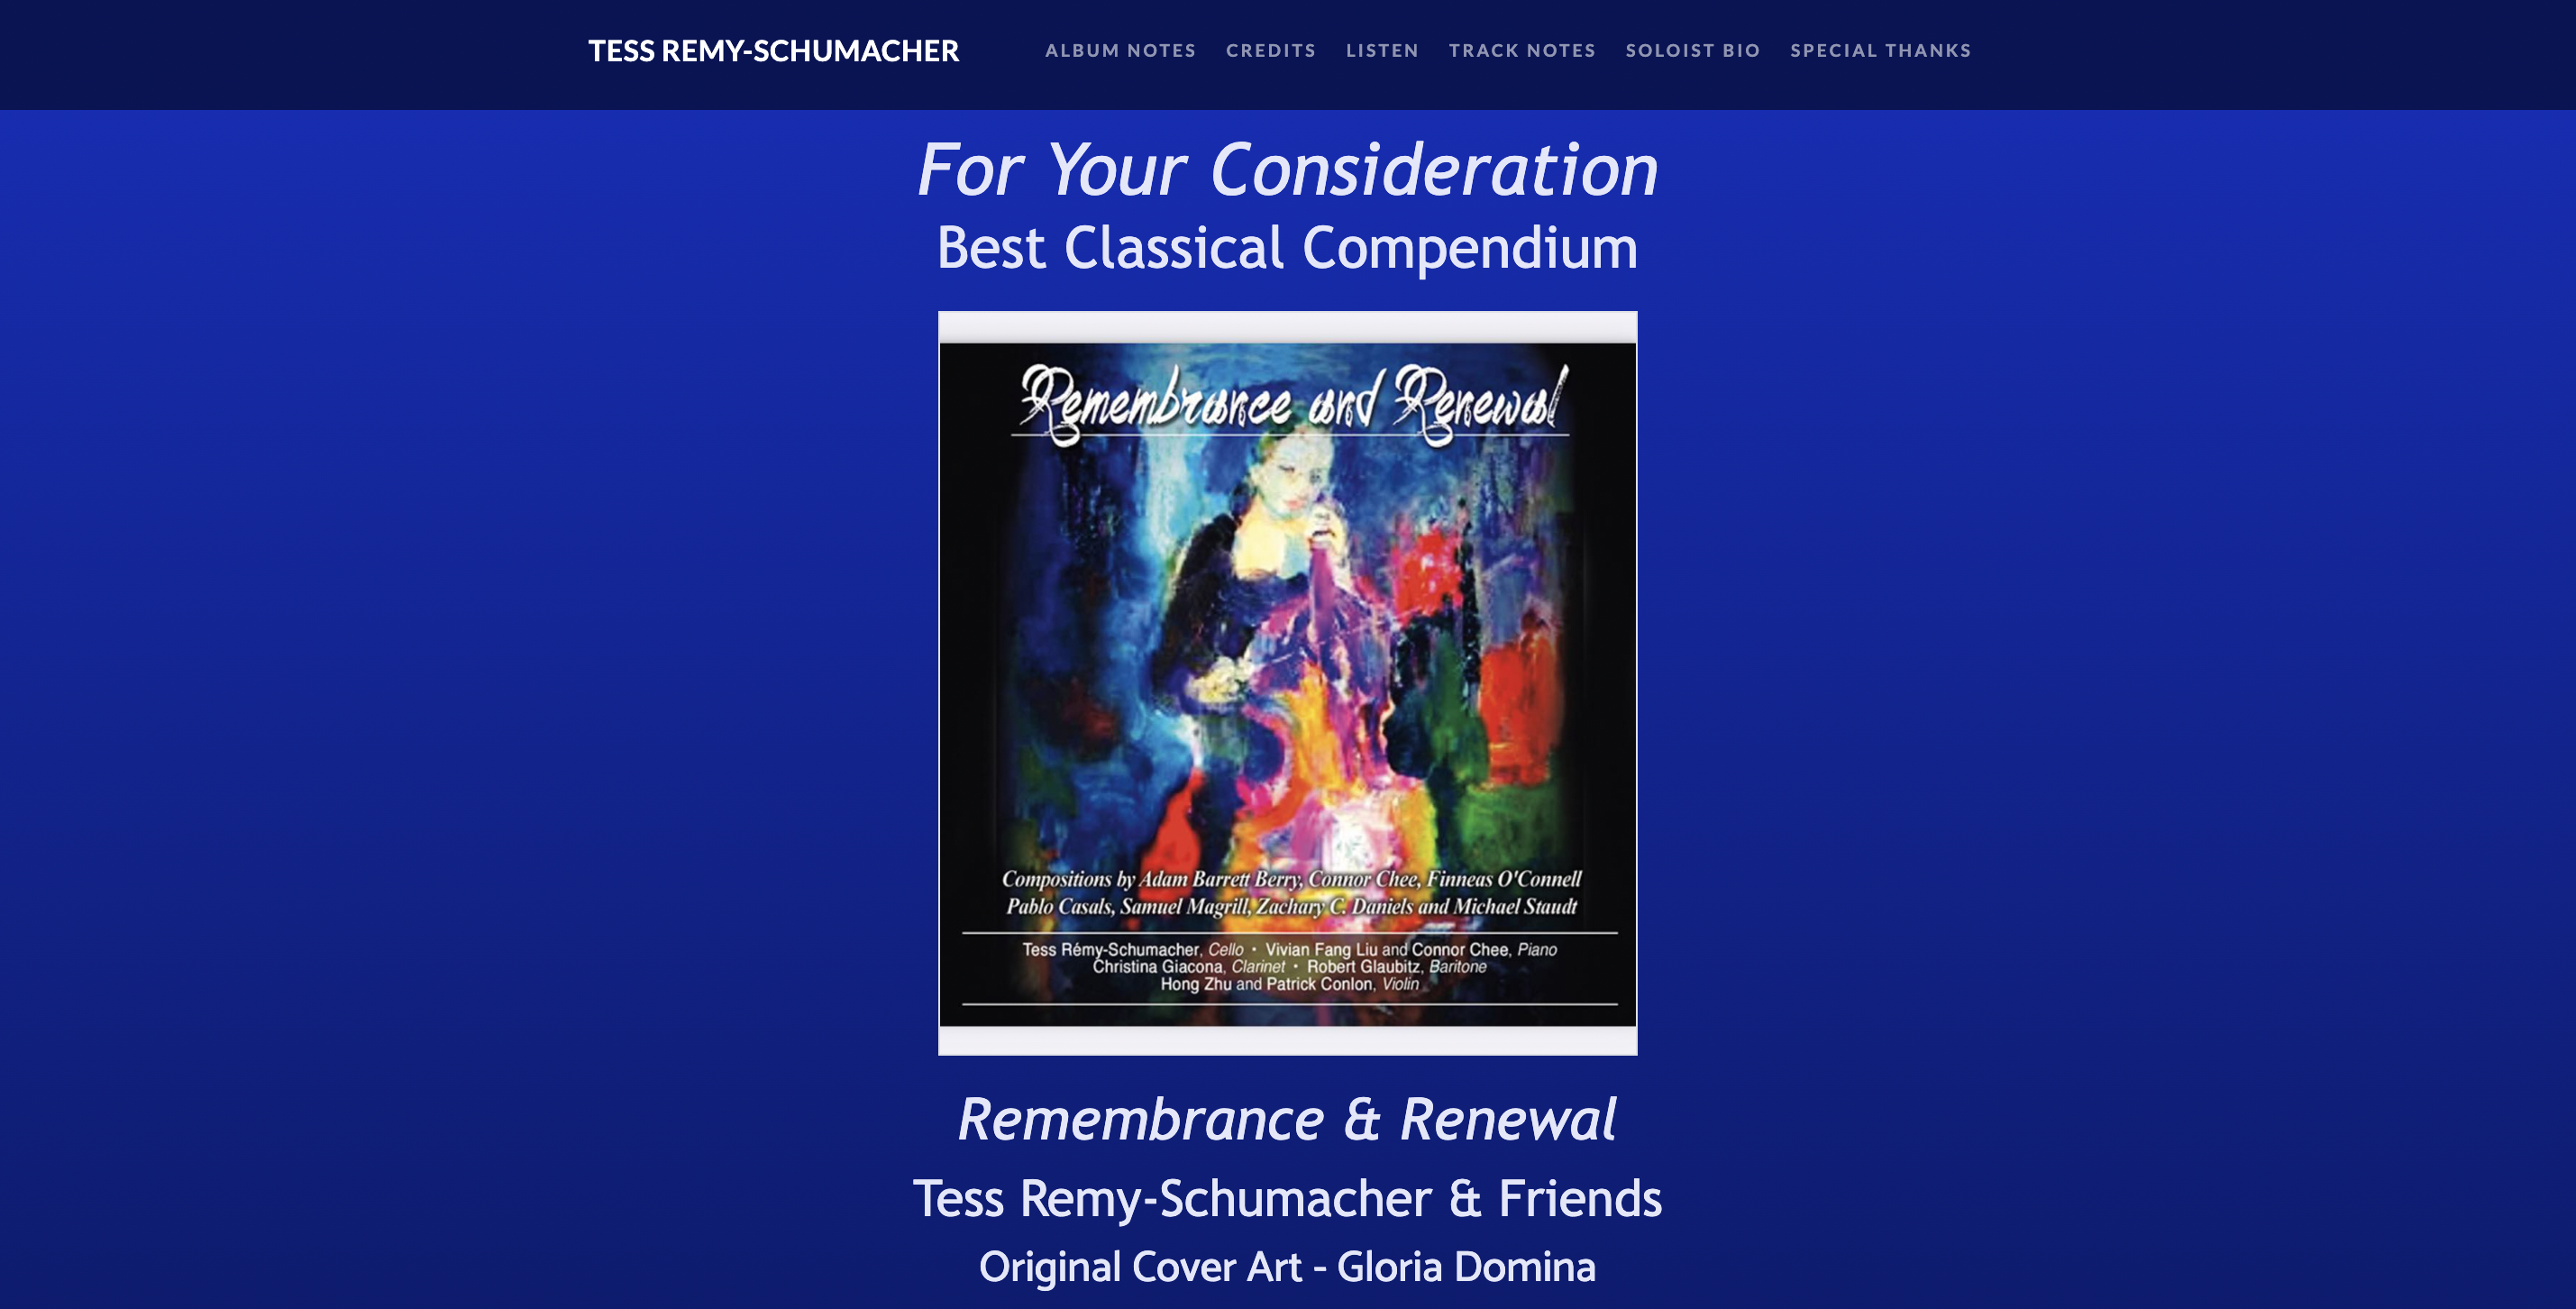 TESS REMY-SCHUMACHER
ALBUM NOTES CREDITS LISTEN TRACK NOTES SOLOIST BIO SPECIAL THANKS
For Your Consideration
Best Classical Compendium
Remembrance and Renewal
Compositions by Adam Barrett Berry, Connor Chee, Finneas O'Connell
Pablo Casals, Samuel Magrill, Zachary C. Daniels and Michael Staudt
Tess Rémy-Schumacher, Cello • Vivian Fang Liu and Connor Chee, Piano
Christina Giacona, Clarinet • Robert Glaubitz, Baritone
Hong Zhu and Patrick Conlon, Violin
Remembrance & Renewal
Tess Remy-Schumacher & Friends
Original Cover Art - Gloria Domina